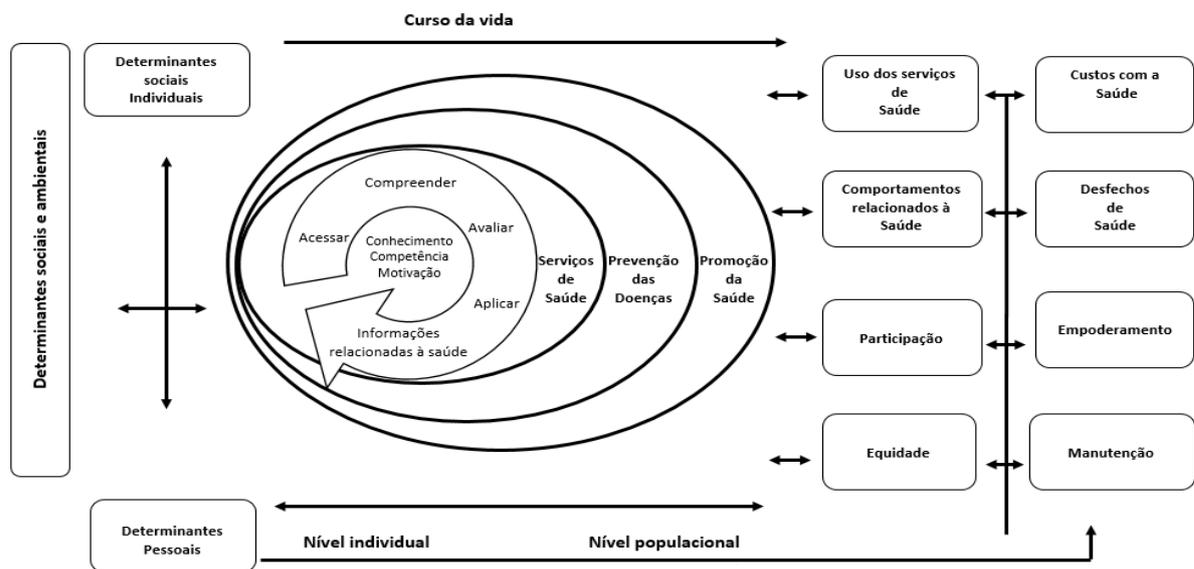 Curso da vida
Determinantes sociais e ambientais
Determinantes
sociais
Individuais
Determinantes
Pessoais
Compreender
Acessar
Avaliar
Aplicar
Conhecimento
Competência
Motivação
Informações
relacionadas à saúde
Serviços
de
Saúde
Prevenção
das
Doenças
Promoção
da
Saúde
Nível individual
Nível populacional
Uso dos serviços
de
Saúde
Custos com a
Saúde
Comportamentos
relacionados à
Saúde
Desfechos
de
Saúde
Participação
Empoderamento
Equidade
Manutenção